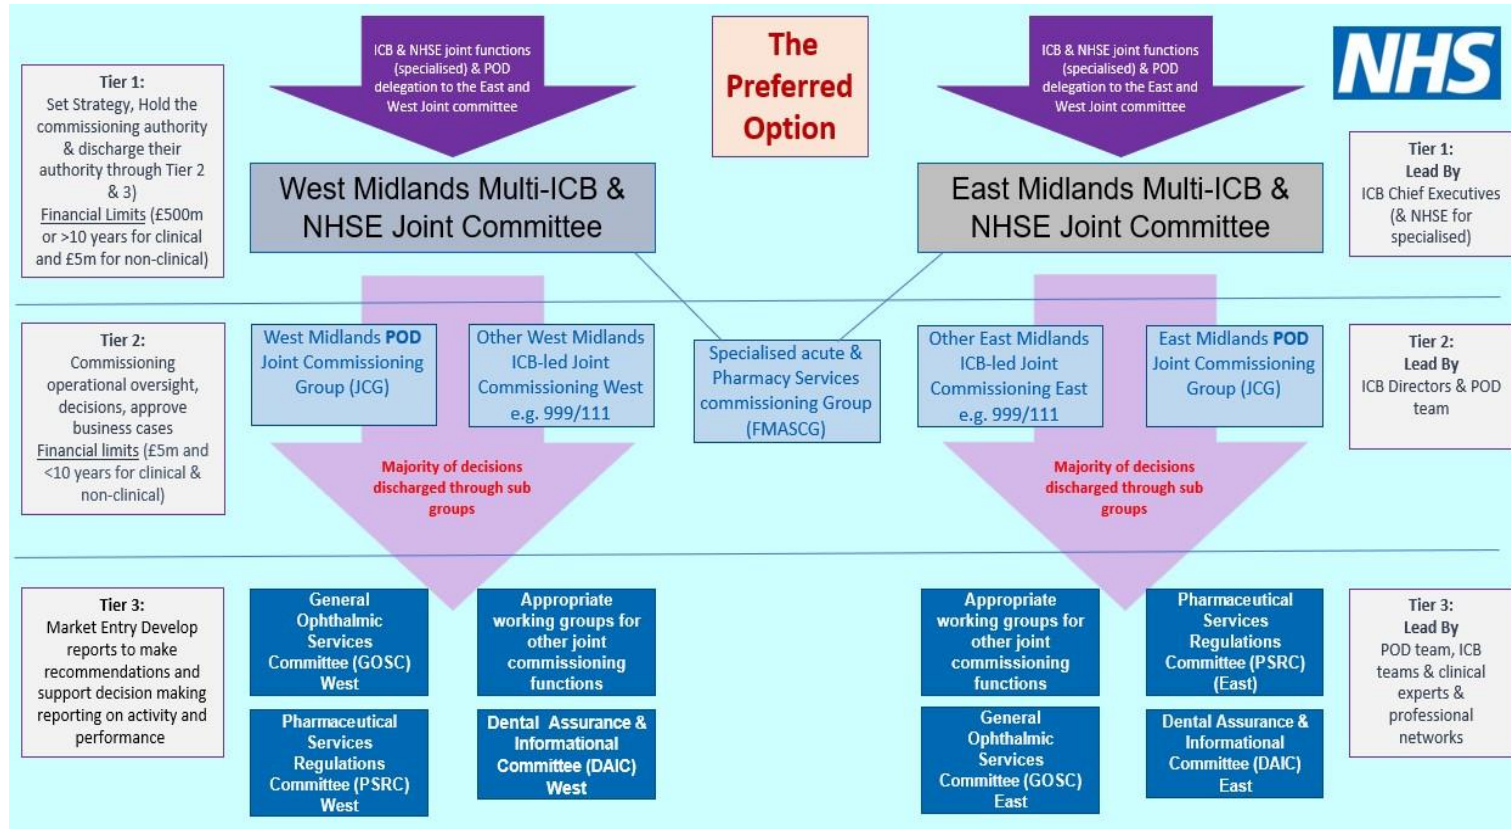 ICB & NHSE joint functions
(specialised) & POD
delegation to the East and
West Joint committee
The
Preferred
Option
ICB & NHSE joint functions
(specialised) & POD
delegation to the East and
West Joint committee
NHS
Tier 1:
Set Strategy, Hold the
commissioning authority
& discharge their
authority through Tier 2
& 3)
Financial Limits (£500m
or >10 years for clinical
and £5m for non-clinical)
West Midlands Multi-ICB &
NHSE Joint Committee
East Midlands Multi-ICB &
NHSE Joint Committee
Tier 1:
Lead By
ICB Chief Executives
(& NHSE for
specialised)
Tier 2:
Commissioning
operational oversight,
decisions, approve
business cases
Financial limits (£5m and
<10 years for clinical &
non-clinical)
West Midlands POD
Joint Commissioning
Group (JCG)
Other West Midlands
ICB-led Joint
Commissioning West
e.g. 999/111
Specialised acute &
Pharmacy Services
commissioning Group
(FMASCG)
Other East Midlands
ICB-led Joint
Commissioning East
e.g. 999/111
East Midlands POD
Joint Commissioning
Group (JCG)
Tier 2:
Lead By
ICB Directors & POD
team
Majority of decisions
discharged through sub
groups
Majority of decisions
discharged through sub
groups
Tier 3:
Market Entry Develop
reports to make
recommendations and
support decision making
reporting on activity and
performance
General
Ophthalmic
Services
Committee (GOSC)
West
Appropriate
working groups for
other joint
commissioning
functions
Pharmaceutical
Services
Regulations
Committee (PSRC)
West
Dental Assurance &
Informational
Committee (DAIC)
West
Appropriate
working groups for
other joint
commissioning
functions
Pharmaceutical
Services
Regulations
Committee (PSRC)
(East)
General
Ophthalmic
Services
Committee (GOSC)
East
Dental Assurance &
Informational
Committee (DAIC)
East
Tier 3:
Lead By
POD team, ICB
teams & clinical
experts &
professional
networks